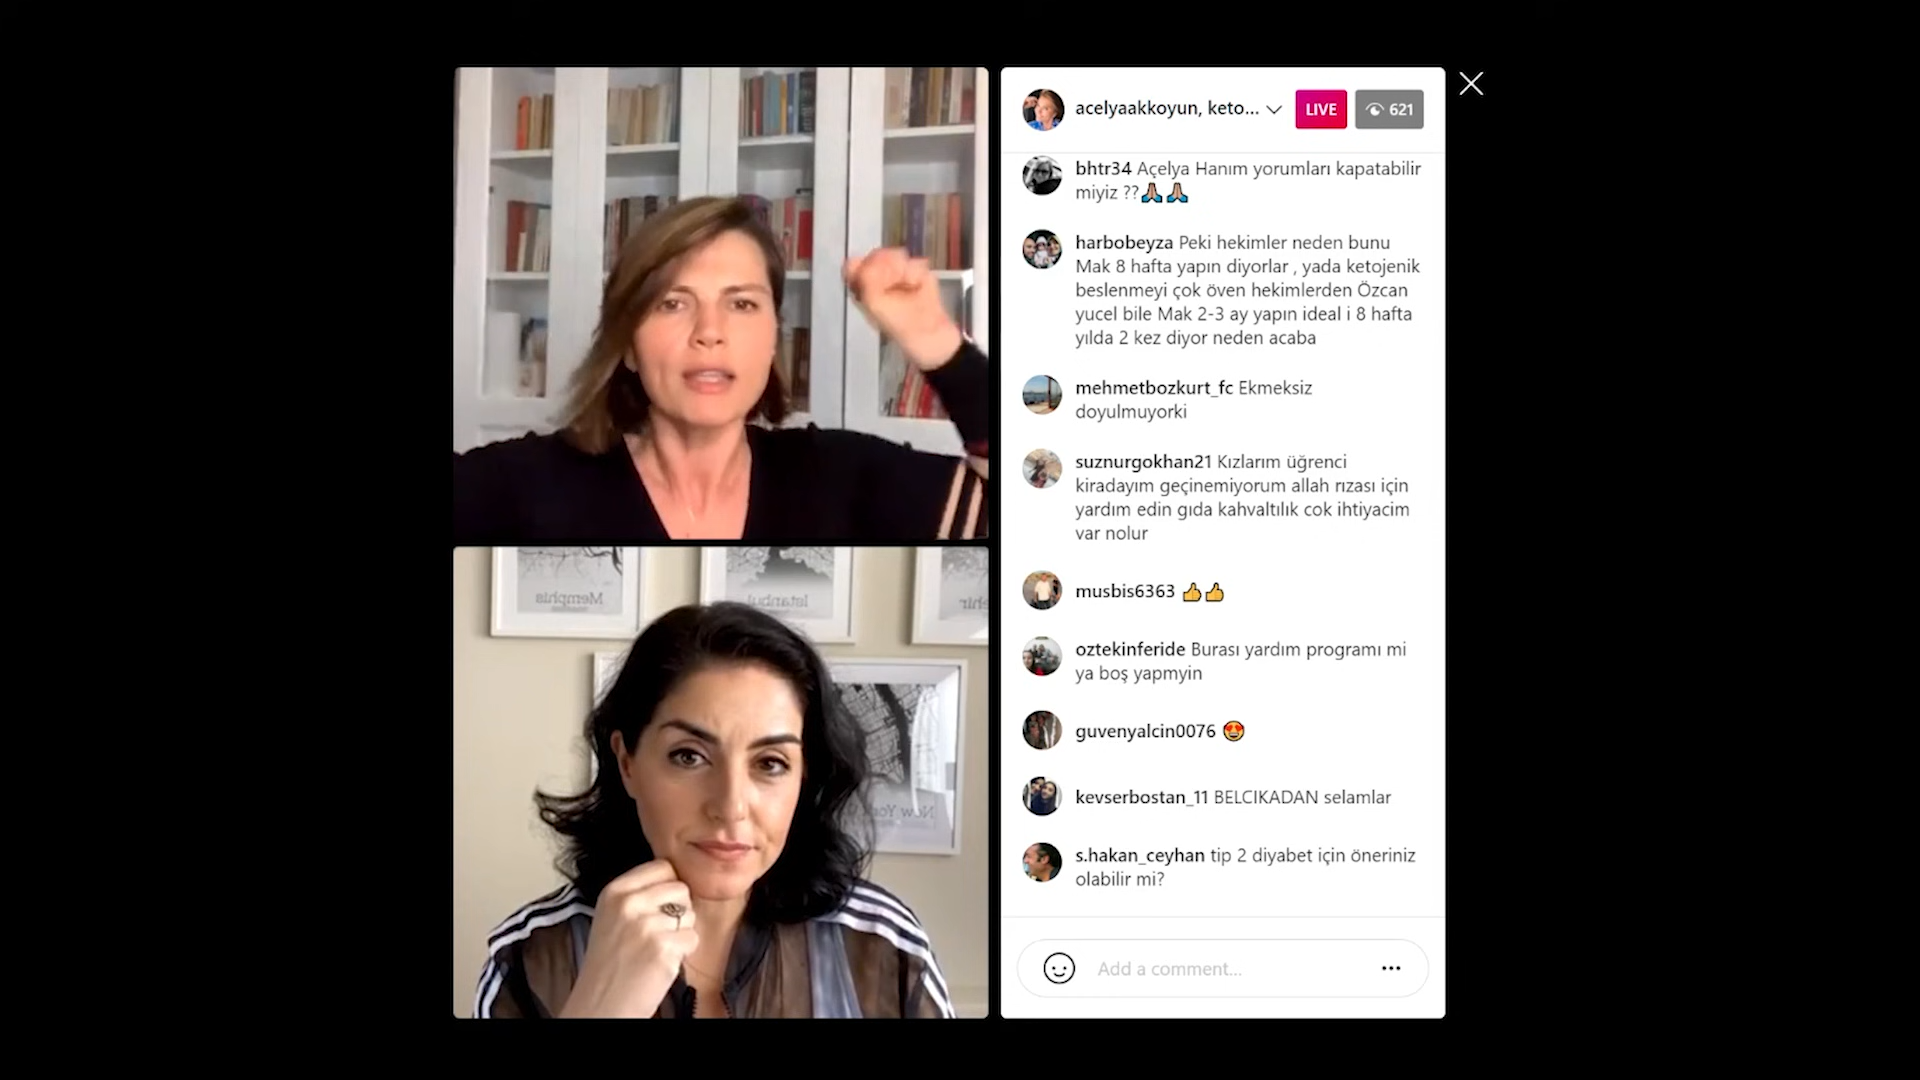 acelyaakkoyun, keto...
LIVE
621
bhtr34 Açelya Hanım yorumları kapatabilir
miyiz ??🙏🙏
harbobeyza Peki hekimler neden bunu
Mak 8 hafta yapın diyorlar , yada ketojenik
beslenmeyi çok öven hekimlerden Özcan
yucel bile Mak 2-3 ay yapın ideal i 8 hafta
yılda 2 kez diyor neden acaba
mehmetbozkurt_fc Ekmeksiz
doyulmuyorki
suznurgokhan21 Kızlarım üğrenci
kiradayım geçinemiyorum allah rızası için
yardım edin gıda kahvaltılık cok ihtiyacim
var nolur
musbis6363 👍👍
oztekinferide Burası yardım programı mi
ya boş yapmyin
guvenyalcin0076 😍
kevserbostan_11 BELCIKADAN selamlar
s.hakan_ceyhan tip 2 diyabet için öneriniz
olabilir mi?
Add a comment...
Memphis
Istanbul
New York